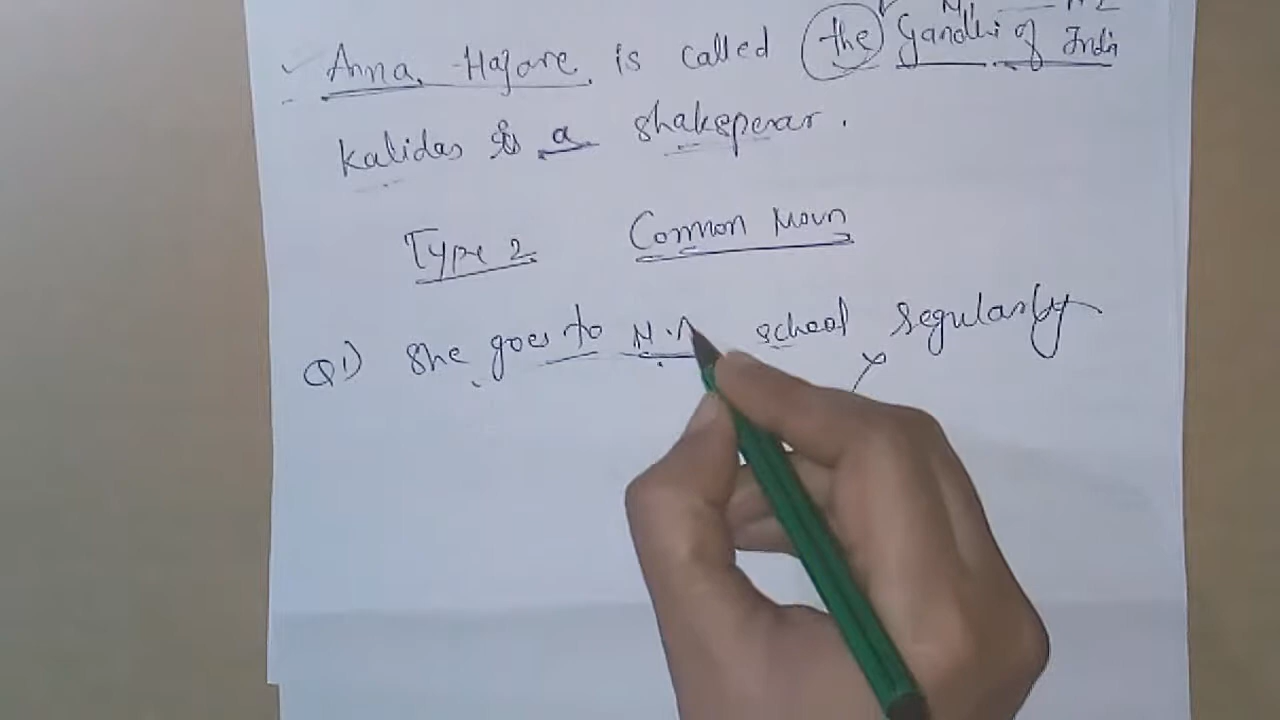 Anna Hazare is called the Gandhi of India
Kalidas is a shaksperar.
Type 2 Common Noun
Q1) She goes to N.A school regularly